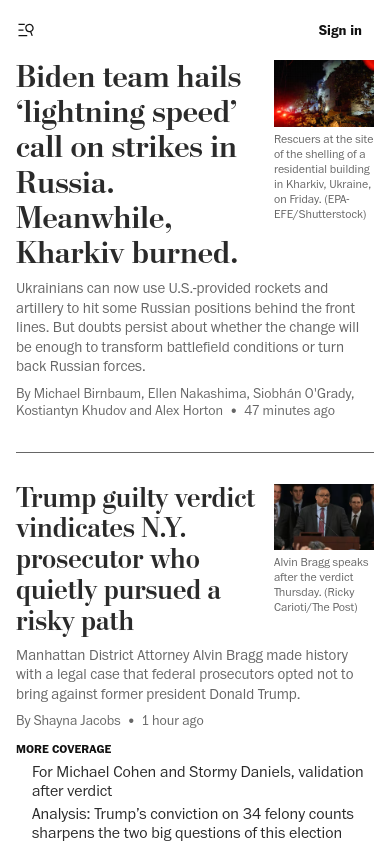 Sign in
Biden team hails
‘lightning speed’
call on strikes in
Russia.
Meanwhile,
Kharkiv burned.
Rescuers at the site
of the shelling of a
residential building
in Kharkiv, Ukraine,
on Friday. (EPA-
EFE/Shutterstock)
Ukrainians can now use U.S.-provided rockets and
artillery to hit some Russian positions behind the front
lines. But doubts persist about whether the change will
be enough to transform battlefield conditions or turn
back Russian forces.
By Michael Birnbaum, Ellen Nakashima, Siobhán O'Grady,
Kostiantyn Khudov and Alex Horton • 47 minutes ago
Trump guilty verdict
vindicates N.Y.
prosecutor who
quietly pursued a
risky path
Alvin Bragg speaks
after the verdict
Thursday. (Ricky
Carioti/The Post)
Manhattan District Attorney Alvin Bragg made history
with a legal case that federal prosecutors opted not to
bring against former president Donald Trump.
By Shayna Jacobs • 1 hour ago
MORE COVERAGE
For Michael Cohen and Stormy Daniels, validation
after verdict
Analysis: Trump’s conviction on 34 felony counts
sharpens the two big questions of this election